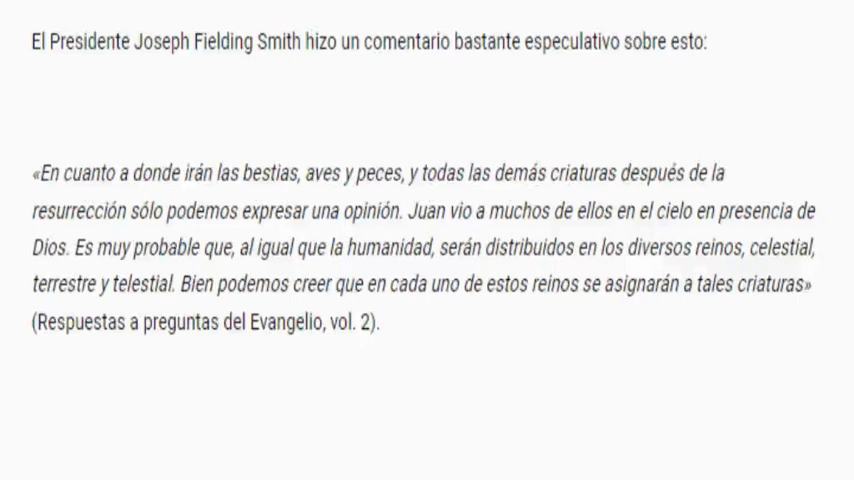 El Presidente Joseph Fielding Smith hizo un comentario bastante especulativo sobre esto:
«En cuanto a donde irán las bestias, aves y peces, y todas las demás criaturas después de la
resurrección sólo podemos expresar una opinión. Juan vio a muchos de ellos en el cielo en presencia de
Dios. Es muy probable que, al igual que la humanidad, serán distribuidos en los diversos reinos, celestial,
terrestre y telestial. Bien podemos creer que en cada uno de estos reinos se asignarán a tales criaturas»
(Respuestas a preguntas del Evangelio, vol. 2).